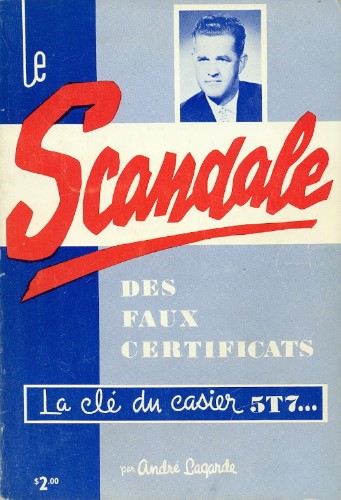 le
Scandale
DES
FAUX
CERTIFICATS
La clé du casier 5T7...
par André Lagarde
$2.00